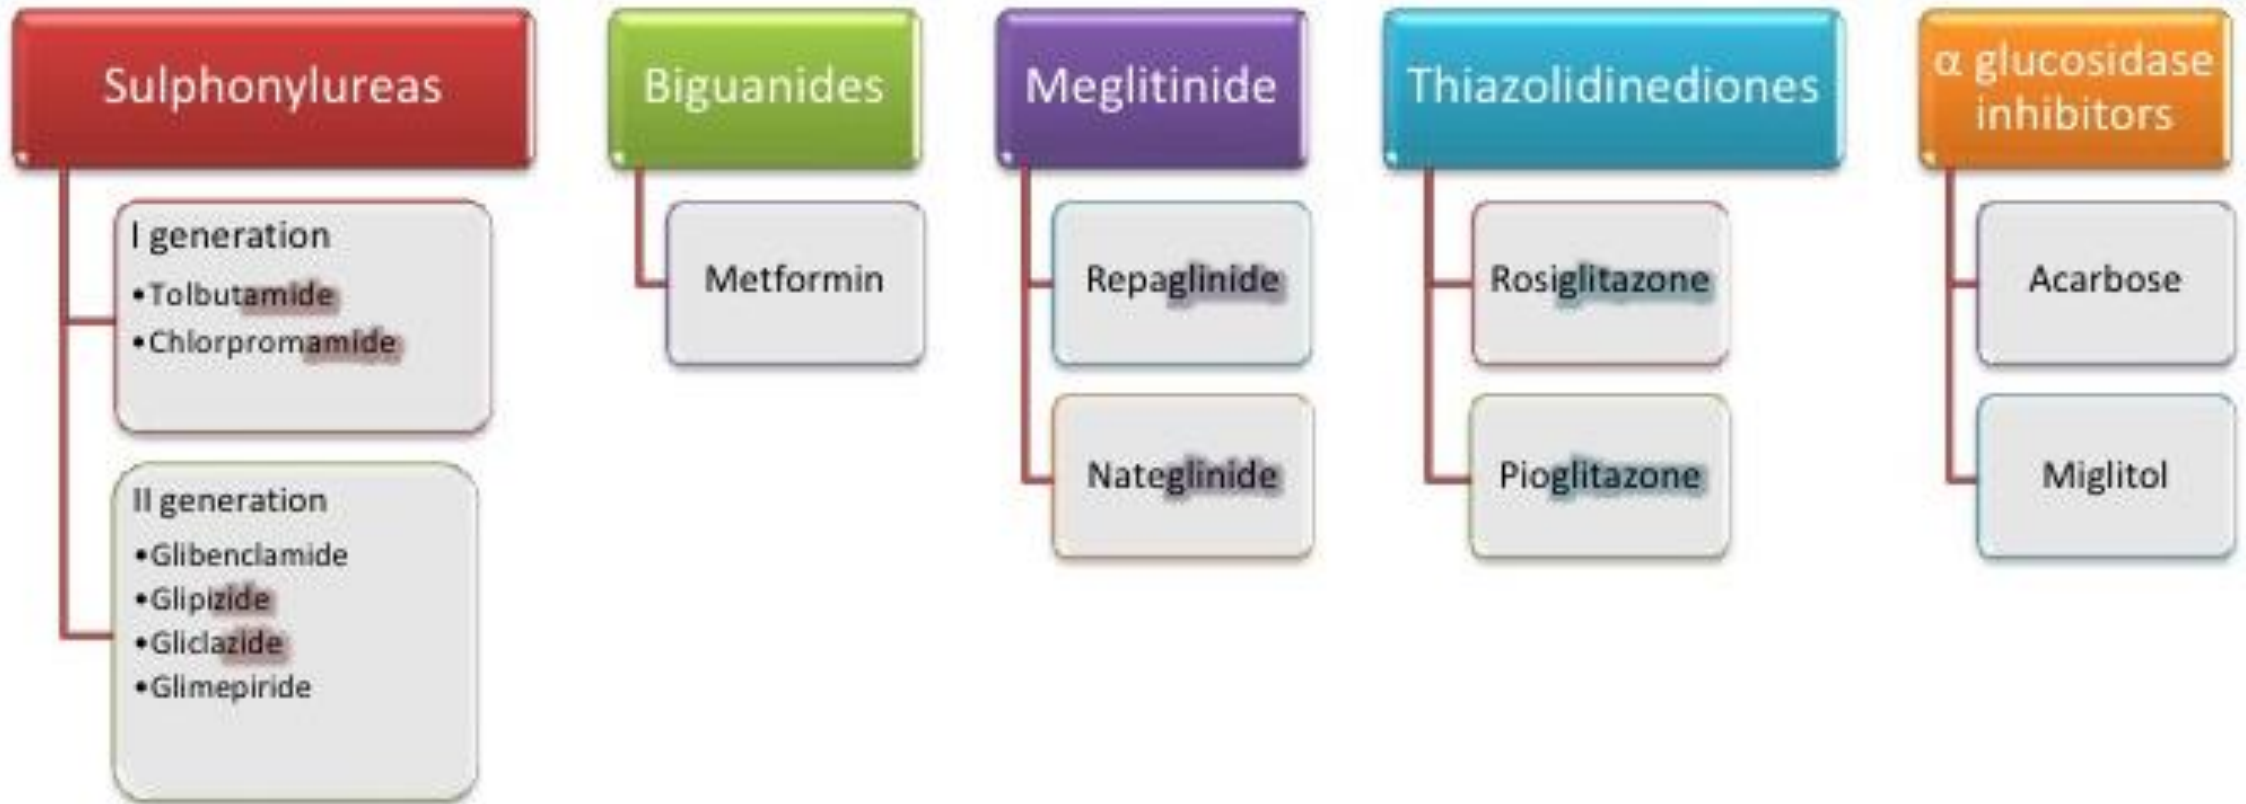 Sulphonylureas
I generation
•Tolbutamide
•Chlorpromamide
II generation
•Glibenclamide
•Glipizide
•Gliclazide
•Glimepiride
Biguanides
Metformin
Meglitinide
Repaglinide
Nateglinide
Thiazolidinediones
Rosiglitazone
Pioglitazone
α glucosidase
inhibitors
Acarbose
Miglitol